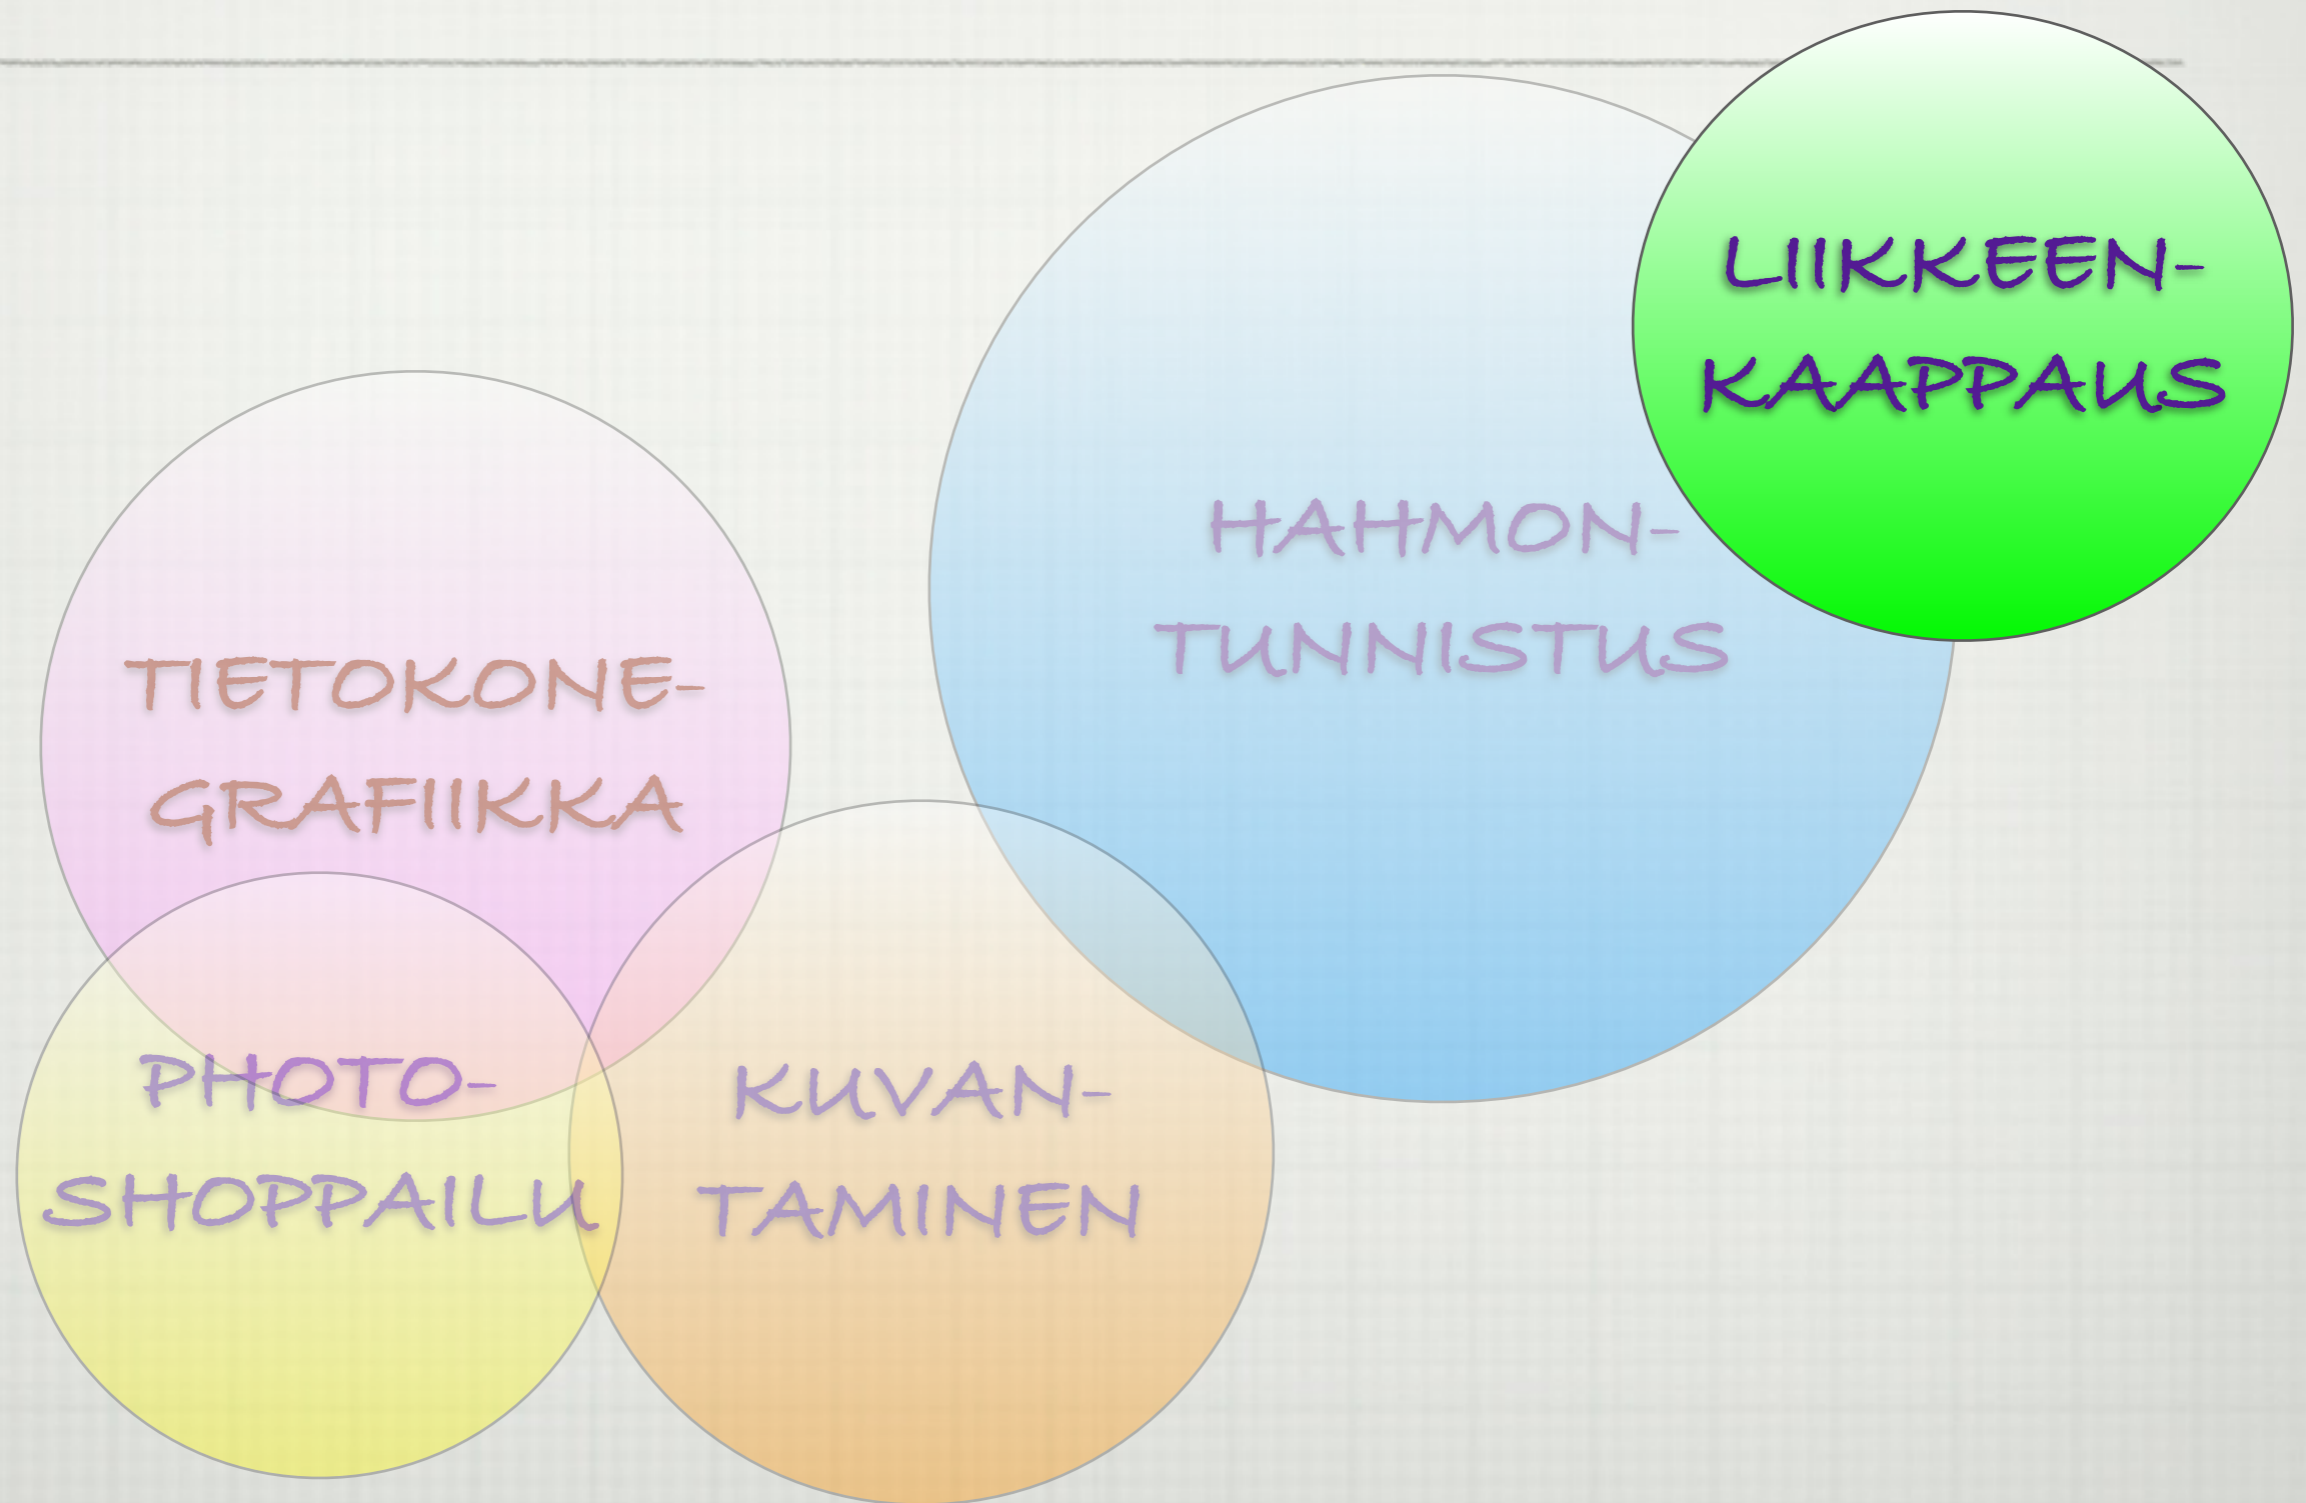 LIIKKEEN-
KAAPPAUS
HAHMON-
TUNNISTUS
TIETOKONE-
GRAFIIKKA
PHOTO-
SHOPPAILU
KUVAN-
TAMINEN